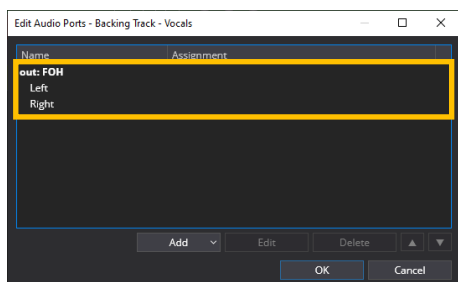 Edit Audio Ports - Backing Track - Vocals
Name Assignment
out: FOH
Left
Right
Add Edit Delete
OK Cancel